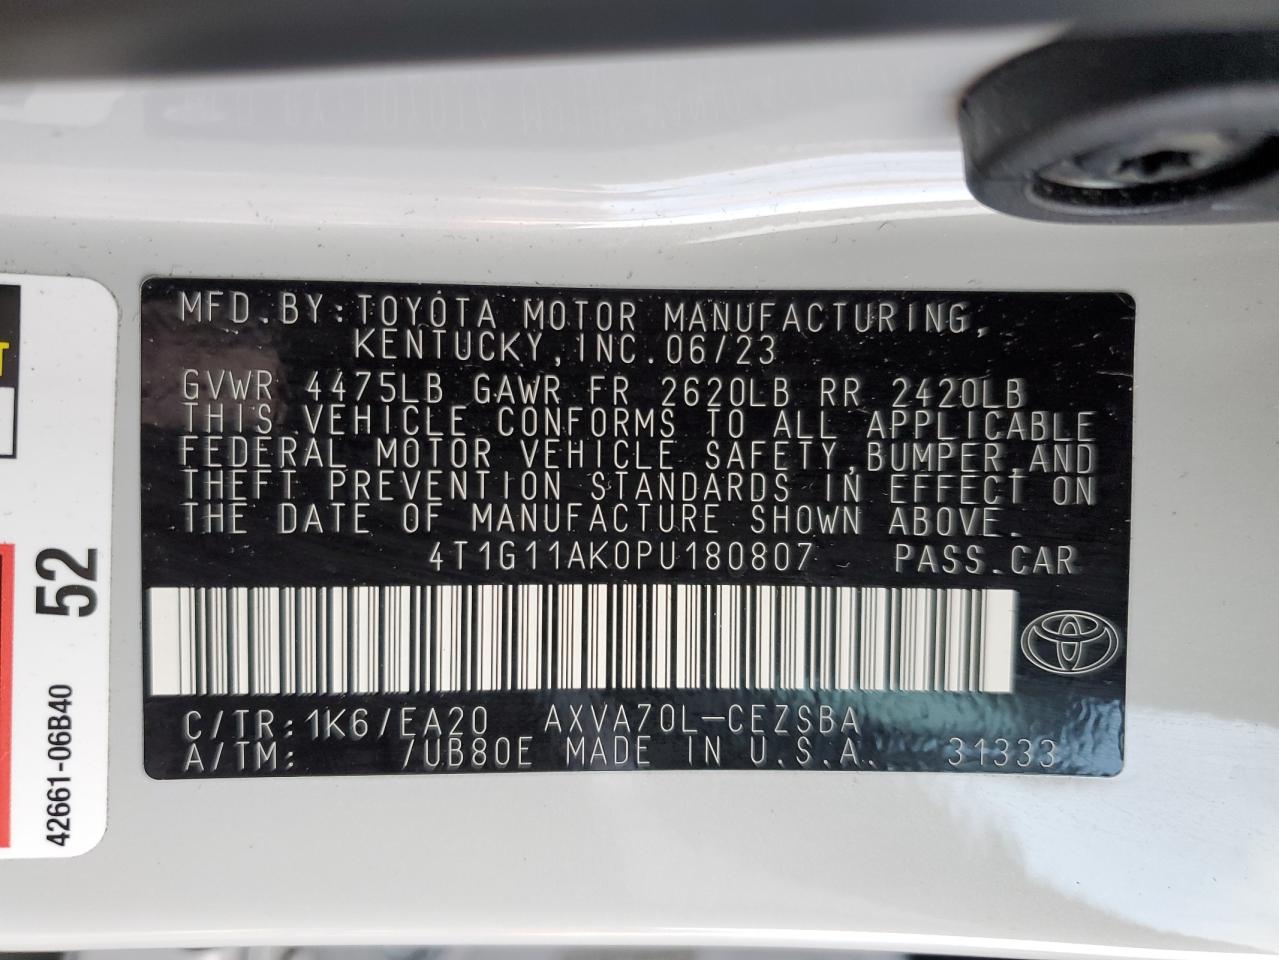 MFD.BY:TOYOTA MOTOR MANUFACTURING,
KENTUCKY,INC.06/23
GVWR 4475LB GAWR FR 2620LB RR 2420LB
THIS VEHICLE CONFORMS TO ALL APPLICABLE
FEDERAL MOTOR VEHICLE SAFETY,BUMPER,AND
THEFT PREVENTION STANDARDS IN EFFECT ON
THE DATE OF MANUFACTURE SHOWN ABOVE.
4T1G11AK0PU180807 PASS.CAR
C/TR:1K6/EA20 AXVA70L-CEZSBA
A/TM: /UB80E MADE IN U.S.A. 31333
52
42661-06B40